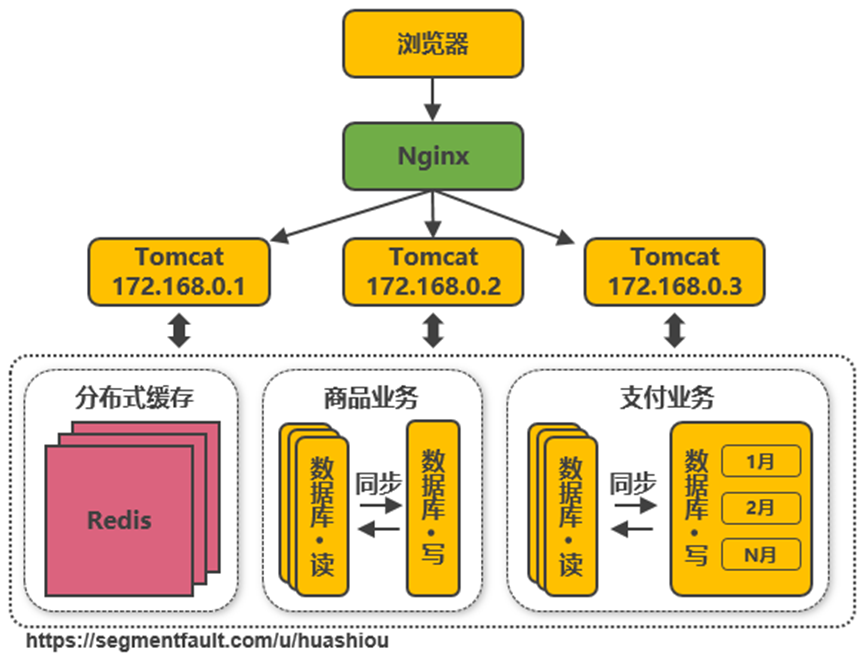 浏览器
Nginx
Tomcat
172.168.0.1
Tomcat
172.168.0.2
Tomcat
172.168.0.3
分布式缓存
Redis
商品业务
数据库·读
同步
数据库·写
支付业务
数据库·读
同步
数据库·写
1月
2月
N月
https://segmentfault.com/u/huashiou